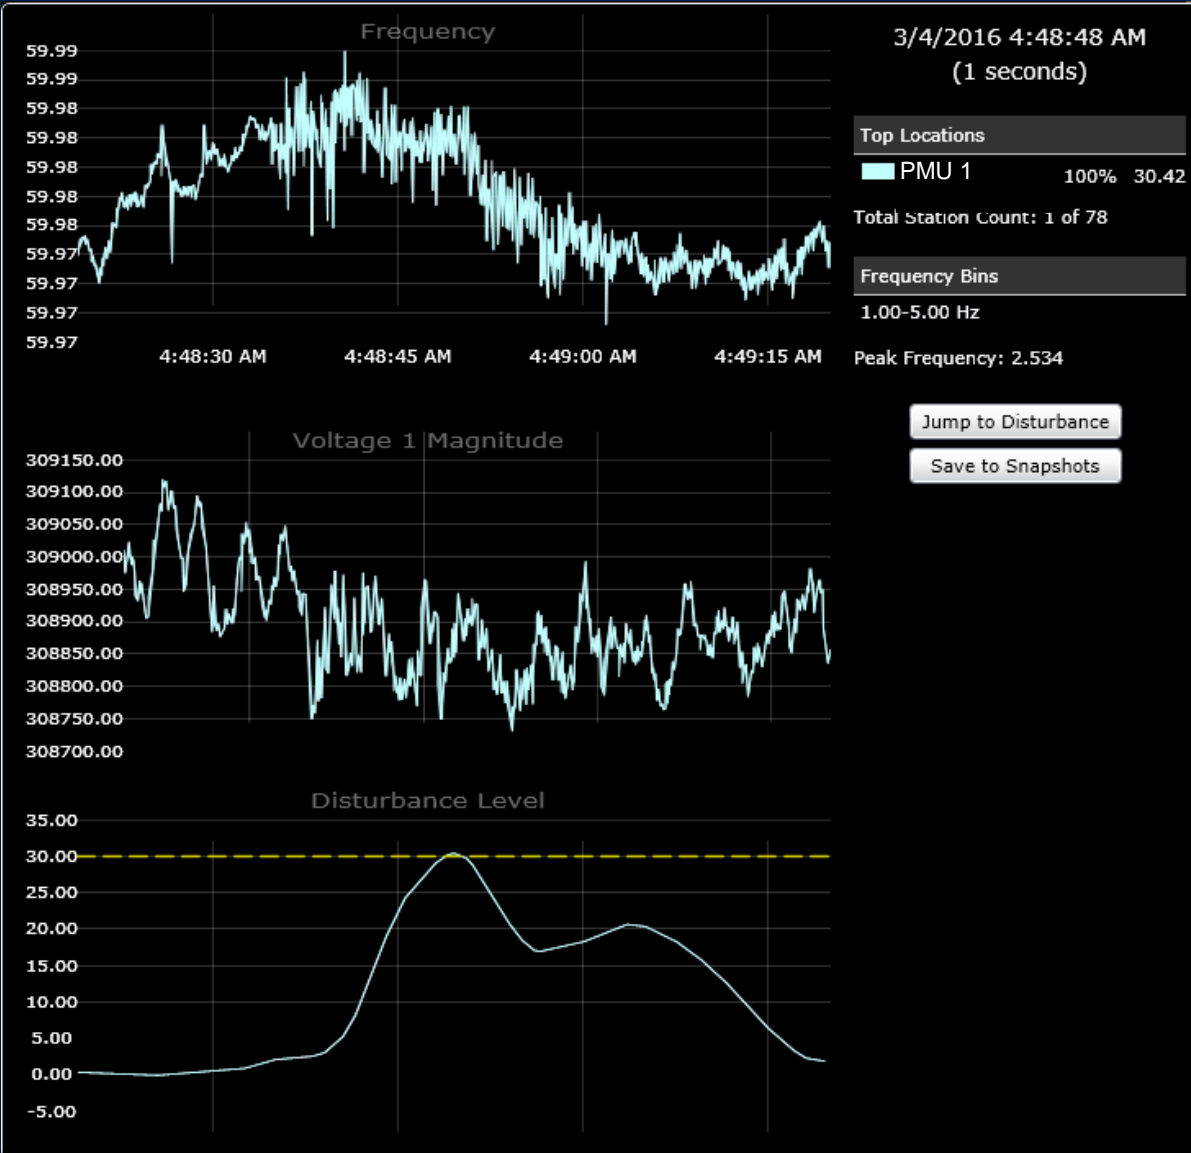 Frequency
59.99
59.99
59.98
59.98
59.98
59.98
59.98
59.97
59.97
59.97
59.97
4:48:30 AM 4:48:45 AM 4:49:00 AM 4:49:15 AM
Voltage 1 Magnitude
309150.00
309100.00
309050.00
309000.00
308950.00
308900.00
308850.00
308800.00
308750.00
308700.00
Disturbance Level
35.00
30.00
25.00
20.00
15.00
10.00
5.00
0.00
-5.00
3/4/2016 4:48:48 AM
(1 seconds)
Top Locations
PMU 1 100% 30.42
Total Station Count: 1 of 78
Frequency Bins
1.00-5.00 Hz
Peak Frequency: 2.534
Jump to Disturbance
Save to Snapshots